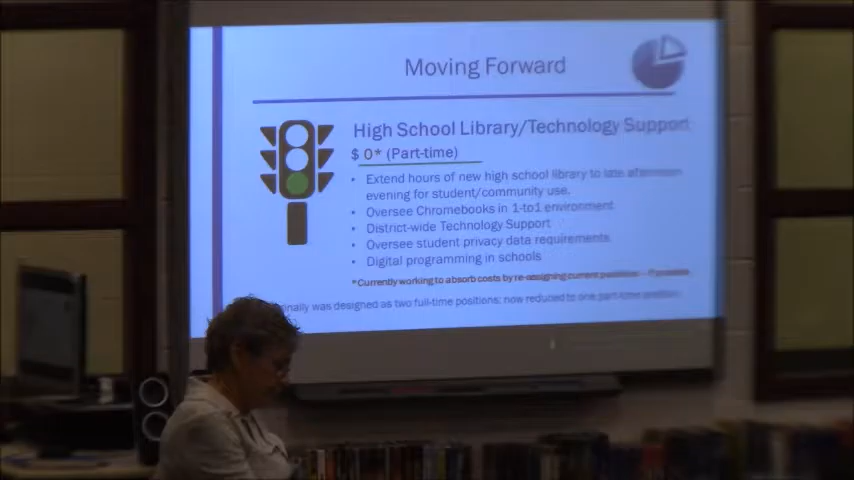 Moving Forward
High School Library/Technology Support
$ 0* (Part-time)
• Extend hours of new high school library to late afternoon
evening for student/community use.
• Oversee Chromebooks in 1-to1 environment
• District-wide Technology Support
• Oversee student privacy data requirements
• Digital programming in schools
*Currently working to absorb costs by re-assigning current positions – if possible
was designed as two full-time positions; now reduced to one part-time position